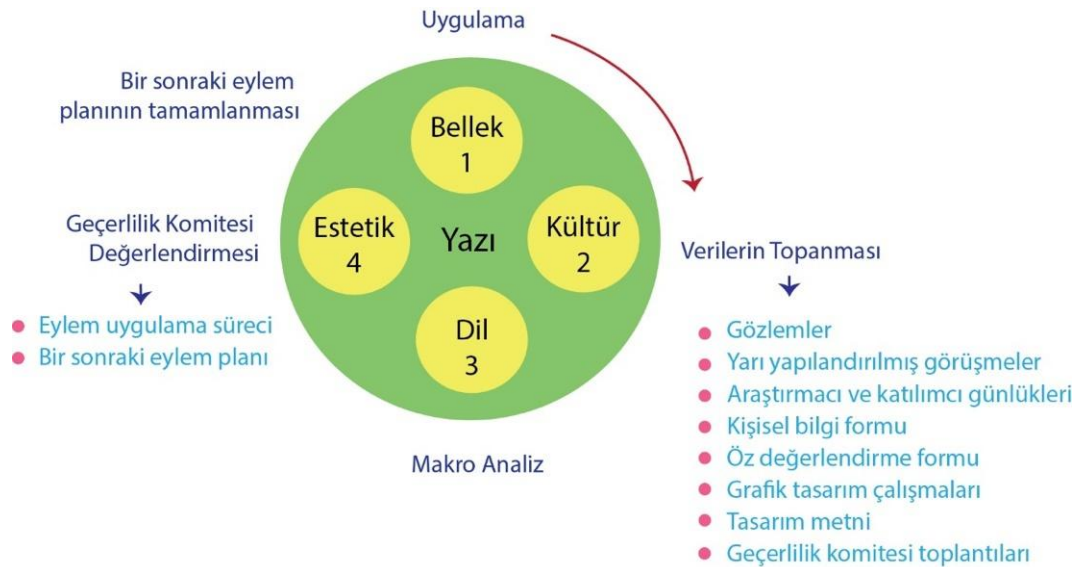 Uygulama
Bir sonraki eylem
planının tamamlanması
Bellek
1
Geçerlilik Komitesi
Değerlendirmesi
Estetik
4
Yazı
Kültür
2
Verilerin Topanması
Eylem uygulama süreci
Bir sonraki eylem planı
Dil
3
Gözlemler
Yarı yapılandırılmış görüşmeler
Araştırmacı ve katılımcı günlükleri
Kişisel bilgi formu
Öz değerlendirme formu
Grafik tasarım çalışmaları
Tasarım metni
Geçerlilik komitesi toplantıları
Makro Analiz